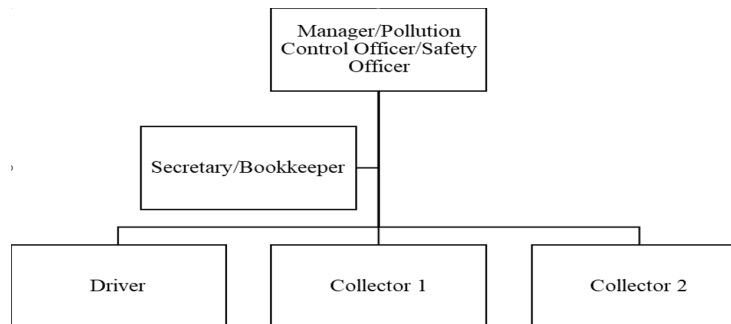 Manager/Pollution
Control Officer/Safety
Officer
Secretary/Bookkeeper
Driver
Collector 1
Collector 2